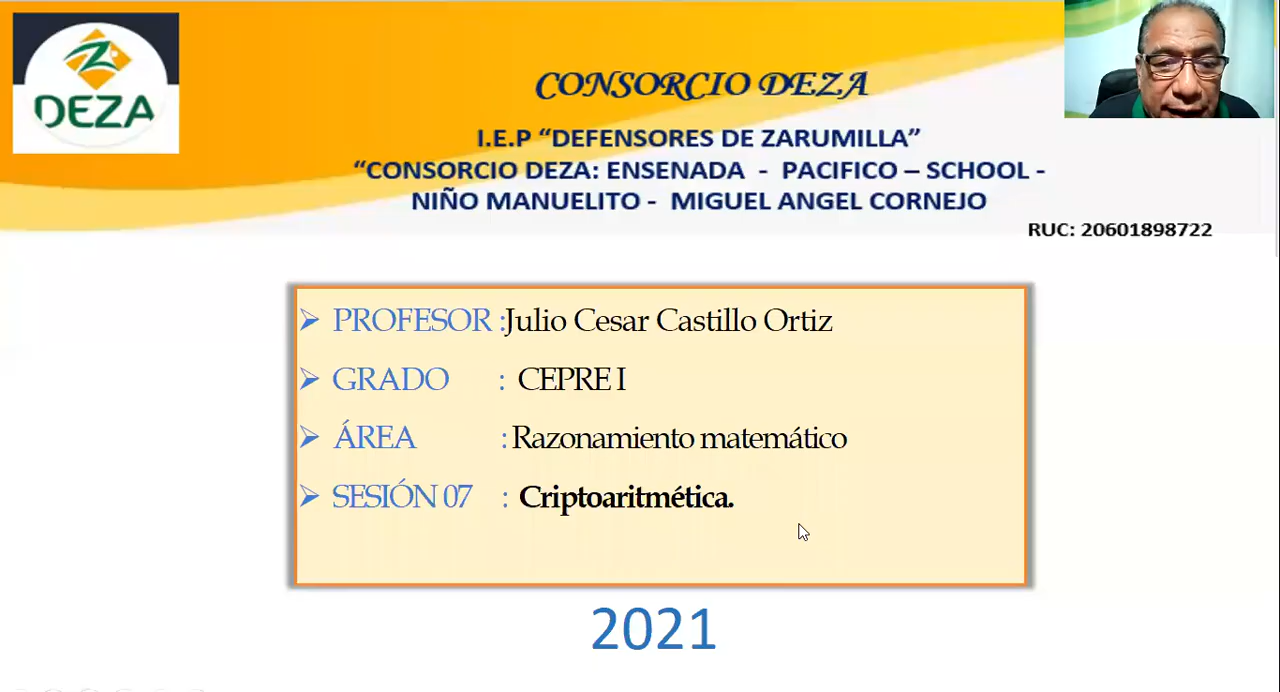 DEZA
CONSORCIO DEZA
I.E.P “DEFENSORES DE ZARUMILLA”
“CONSORCIO DEZA: ENSENADA - PACIFICO – SCHOOL -
NIÑO MANUELITO - MIGUEL ANGEL CORNEJO
RUC: 20601898722
PROFESOR :Julio Cesar Castillo Ortiz
GRADO : CEPRE I
ÁREA : Razonamiento matemático
SESIÓN 07 : Criptoaritmética.
2021